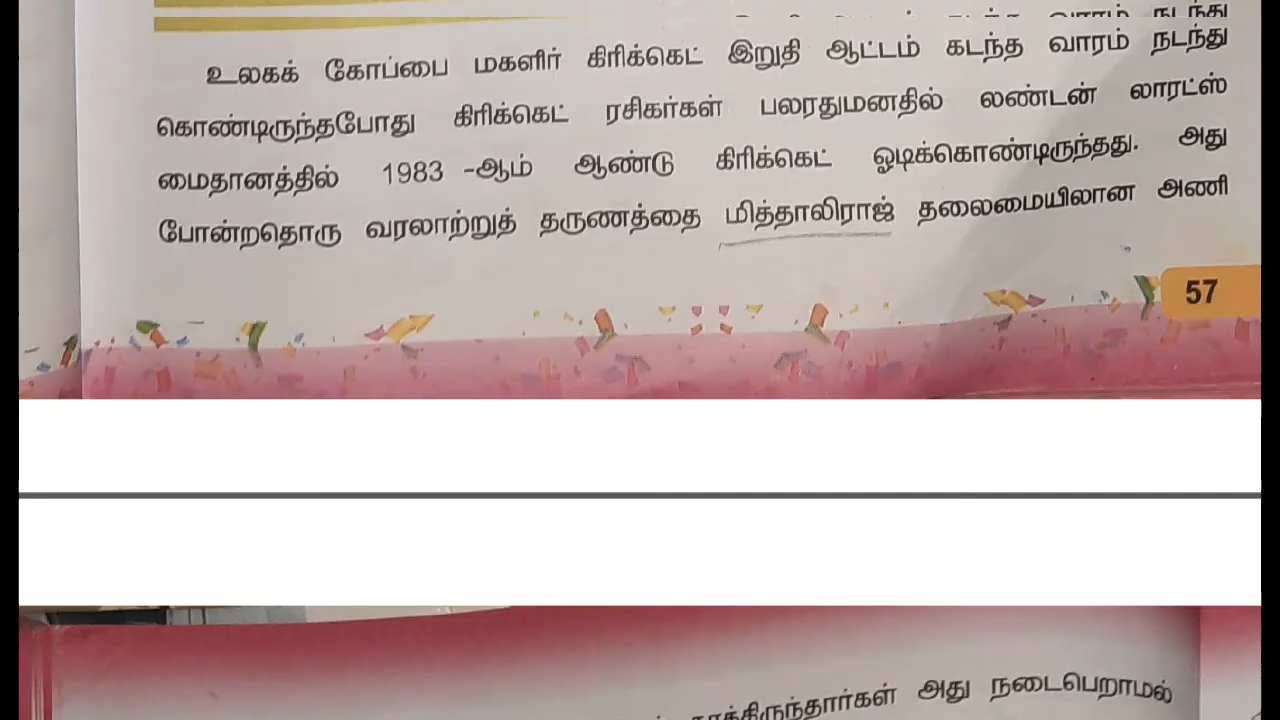 நடந்து
உலகக் கோப்பை மகளிர் கிரிக்கெட் இறுதி ஆட்டம் கடந்த வாரம் நடந்து
கொண்டிருந்தபோது கிரிக்கெட் ரசிகர்கள் பலரதுமனதில் லண்டன் லாரட்ஸ்
மைதானத்தில் 1983 -ஆம் ஆண்டு கிரிக்கெட் ஓடிக்கொண்டிருந்தது. அது
போன்றதொரு வரலாற்றுத் தருணத்தை மித்தாலிராஜ் தலைமையிலான அணி
57
அது நடைபெறாமல்